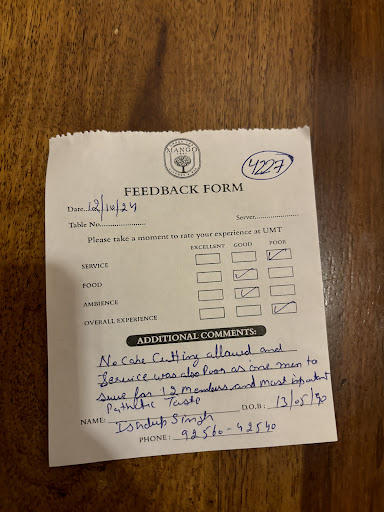 MANGO
TREE
4227
FEEDBACK FORM
Date 12/10/24
Table No.
Server
Please take a moment to rate your experience at UMT
EXCELLENT GOOD POOR
SERVICE
FOOD
AMBIENCE
OVERALL EXPERIENCE
ADDITIONAL COMMENTS:
No Cake Cutting allowed and
Service was also Poor as one men to
serve for 12 Members and most important
Pathetic Taste
NAME: Ishdup Singh D.O.B: 13/05/90
PHONE: 92560-42540